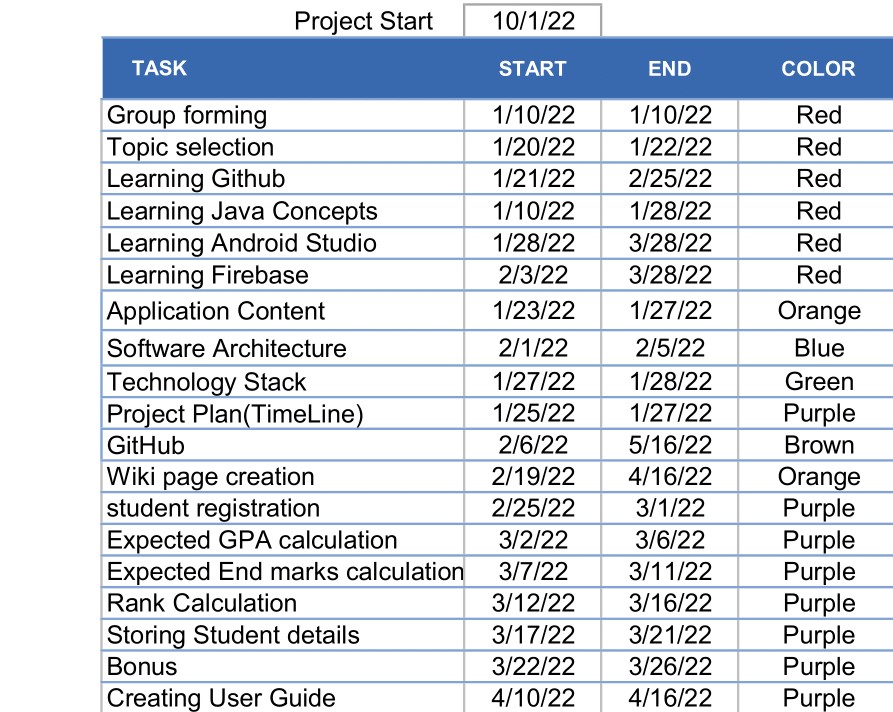 Project Start 10/1/22
TASK START END COLOR
Group forming 1/10/22 1/10/22 Red
Topic selection 1/20/22 1/22/22 Red
Learning Github 1/21/22 2/25/22 Red
Learning Java Concepts 1/10/22 1/28/22 Red
Learning Android Studio 1/28/22 3/28/22 Red
Learning Firebase 2/3/22 3/28/22 Red
Application Content 1/23/22 1/27/22 Orange
Software Architecture 2/1/22 2/5/22 Blue
Technology Stack 1/27/22 1/28/22 Green
Project Plan(TimeLine) 1/25/22 1/27/22 Purple
GitHub 2/6/22 5/16/22 Brown
Wiki page creation 2/19/22 4/16/22 Orange
student registration 2/25/22 3/1/22 Purple
Expected GPA calculation 3/2/22 3/6/22 Purple
Expected End marks calculation 3/7/22 3/11/22 Purple
Rank Calculation 3/12/22 3/16/22 Purple
Storing Student details 3/17/22 3/21/22 Purple
Bonus 3/22/22 3/26/22 Purple
Creating User Guide 4/10/22 4/16/22 Purple